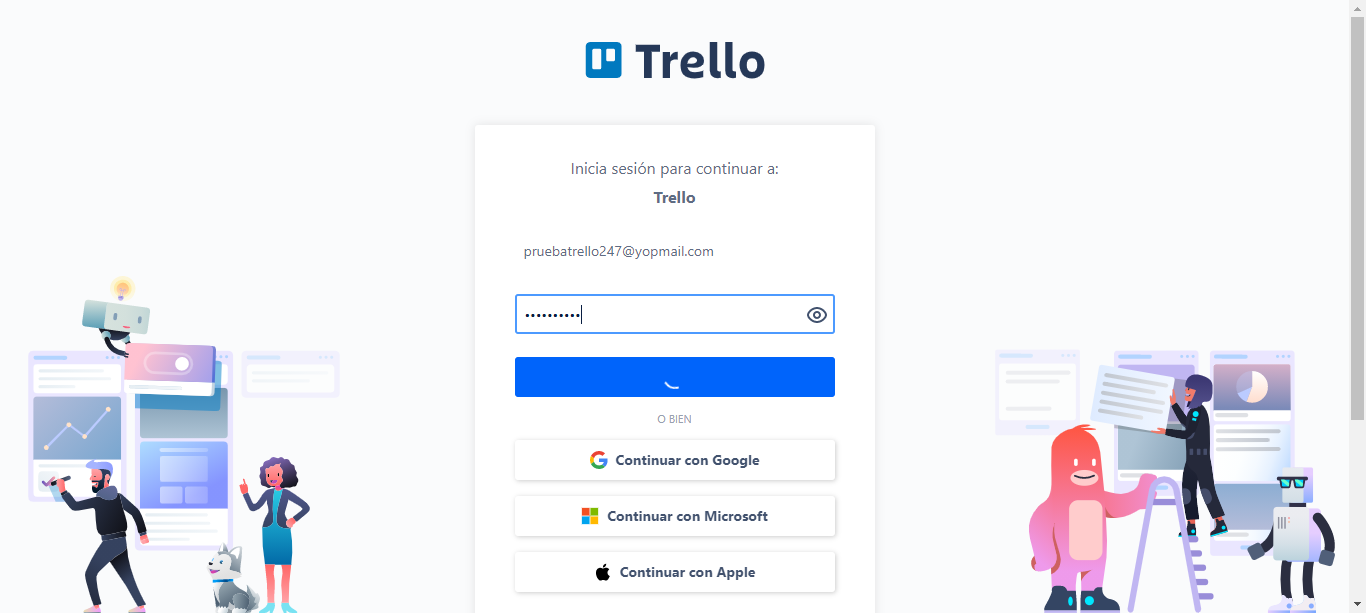 Trello
Inicia sesión para continuar a:
Trello
pruebatrello247@yopmail.com
••••••••••
O BIEN
Continuar con Google
Continuar con Microsoft
Continuar con Apple